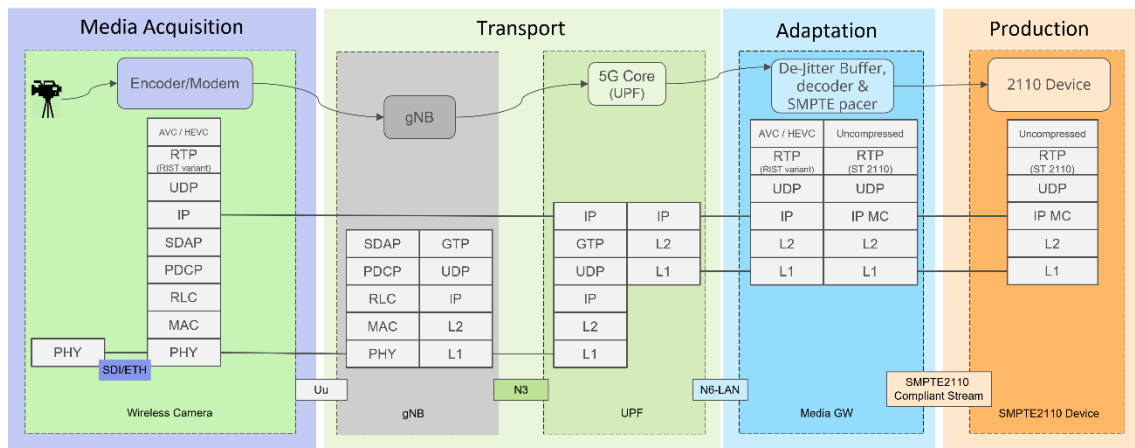 Media Acquisition
Transport
Adaptation
Production
Encoder/Modem
gNB
5G Core
(UPF)
De-Jitter Buffer,
decoder &
SMPTE pacer
2110 Device
AVC / HEVC
RTP
(RIST variant)
UDP
IP
SDAP
PDCP
RLC
MAC
PHY
PHY
SDI/ETH
Wireless Camera
Uu
SDAP
GTP
PDCP
UDP
RLC
IP
MAC
L2
PHY
L1
gNB
N3
IP
IP
GTP
L2
UDP
L1
IP
L2
L1
UPF
N6-LAN
AVC / HEVC
Uncompressed
RTP
(RIST variant)
RTP
(ST 2110)
UDP
UDP
IP
IP MC
L2
L2
L1
L1
Media GW
SMPTE2110
Compliant Stream
Uncompressed
RTP
(ST 2110)
UDP
IP MC
L2
L1
SMPTE2110 Device